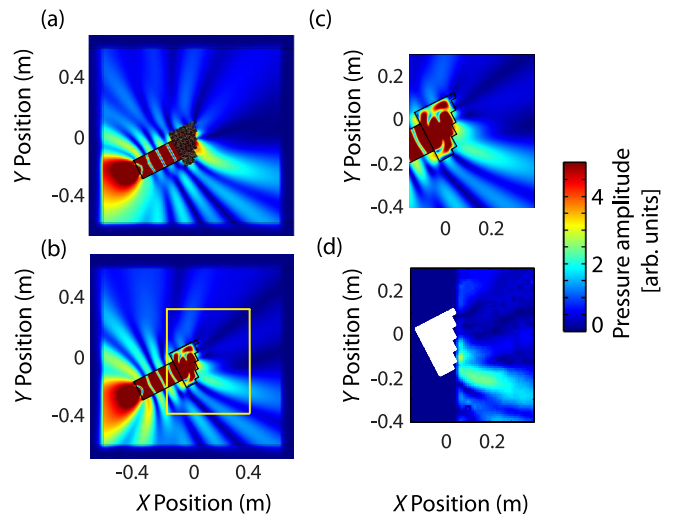 (a)
Y Position (m)
0.4
0
-0.4
(b)
Y Position (m)
0.4
0
-0.4
-0.4 0 0.4
X Position (m)
(c)
Y Position (m)
0.2
0
-0.2
-0.4
0 0.2
(d)
Y Position (m)
0.2
0
-0.2
-0.4
0 0.2
X Position (m)
4
2
0
Pressure amplitude
[arb. units]